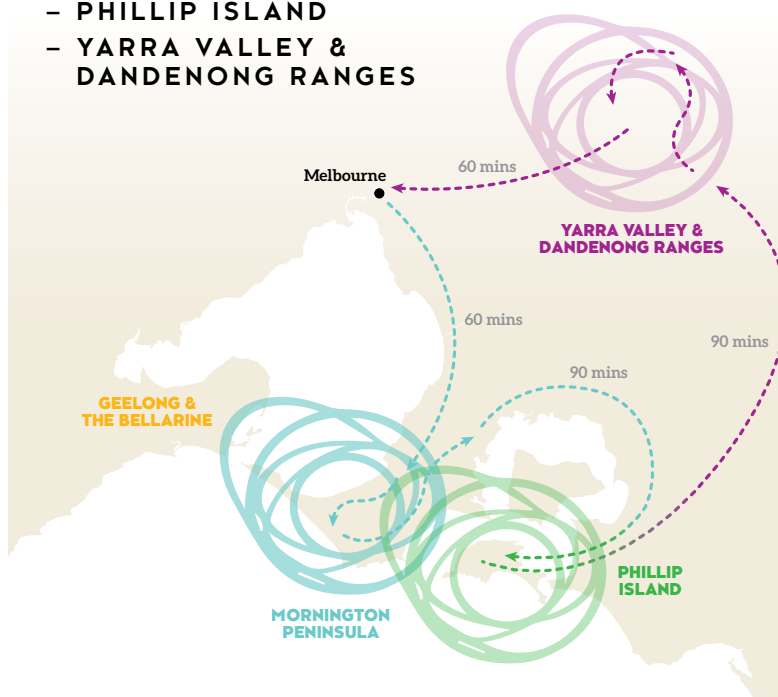 – PHILLIP ISLAND
– YARRA VALLEY &
DANDENONG RANGES
Melbourne
60 mins
YARRA VALLEY &
DANDENONG RANGES
60 mins
90 mins
90 mins
GEELONG &
THE BELLARINE
PHILLIP
ISLAND
MORNINGTON
PENINSULA